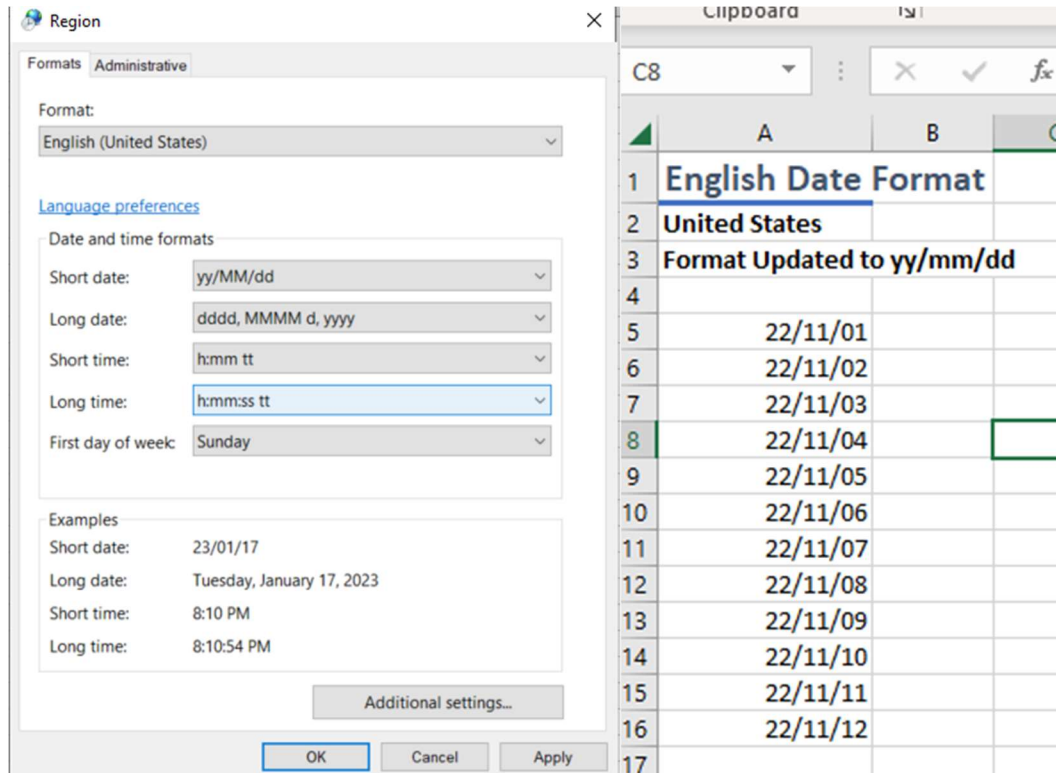 Region
Formats Administrative
Format:
English (United States)
Language preferences
Date and time formats
Short date: yy/MM/dd
Long date: dddd, MMMM d, yyyy
Short time: h:mm tt
Long time: h:mm:ss tt
First day of week: Sunday
Examples
Short date: 23/01/17
Long date: Tuesday, January 17, 2023
Short time: 8:10 PM
Long time: 8:10:54 PM
Additional settings...
OK Cancel Apply
Clipboard
C8 fx
A B C
1 English Date Format
2 United States
3 Format Updated to yy/mm/dd
4
5 22/11/01
6 22/11/02
7 22/11/03
8 22/11/04
9 22/11/05
10 22/11/06
11 22/11/07
12 22/11/08
13 22/11/09
14 22/11/10
15 22/11/11
16 22/11/12
17